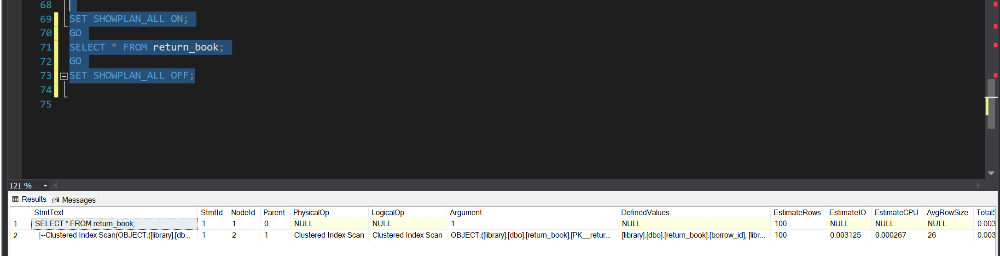 68
69 SET SHOWPLAN_ALL ON;
70 GO
71 SELECT * FROM return_book;
72 GO
73 SET SHOWPLAN_ALL OFF;
74
75
121 %
Results Messages
StmtText StmtId NodeId Parent PhysicalOp LogicalOp Argument DefinedValues EstimateRows EstimateIO EstimateCPU AvgRowSize TotalS
1 SELECT * FROM return_book; 1 1 0 NULL NULL 1 NULL 100 NULL NULL NULL 0.003
2 |--Clustered Index Scan(OBJECT:([library].[db... 1 2 1 Clustered Index Scan Clustered Index Scan OBJECT:([library].[dbo].[return_book].[PK__retur... [library].[dbo].[return_book].[borrow_id], [libr... 100 0.003125 0.000267 26 0.003